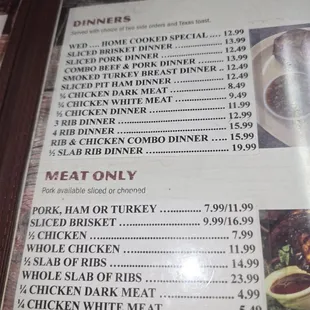 DINNERS
Served with choice of two side orders and Texas toast.
WED .... HOME COOKED SPECIAL .... 12.99
SLICED BRISKET DINNER ................ 13.99
SLICED PORK DINNER ................... 12.49
COMBO BEEF & PORK DINNER ....... 13.99
SMOKED TURKEY BREAST DINNER .. 12.49
SLICED PIT HAM DINNER ............... 12.49
¼ CHICKEN DARK MEAT ................. 8.49
¼ CHICKEN WHITE MEAT ................ 9.49
½ CHICKEN DINNER ...................... 11.99
3 RIB DINNER ............................... 12.99
4 RIB DINNER ............................... 15.99
RIB & CHICKEN COMBO DINNER ..... 15.99
½ SLAB RIB DINNER ...................... 19.99
MEAT ONLY
Pork available sliced or chopped
PORK, HAM OR TURKEY ............... 7.99/11.99
SLICED BRISKET ........................ 9.99/16.99
½ CHICKEN ................................ 7.99
WHOLE CHICKEN ......................... 11.99
½ SLAB OF RIBS .......................... 14.99
WHOLE SLAB OF RIBS .................. 23.99
¼ CHICKEN DARK MEAT ................ 4.99
¼ CHICKEN WHITE MEAT .............. 5.49